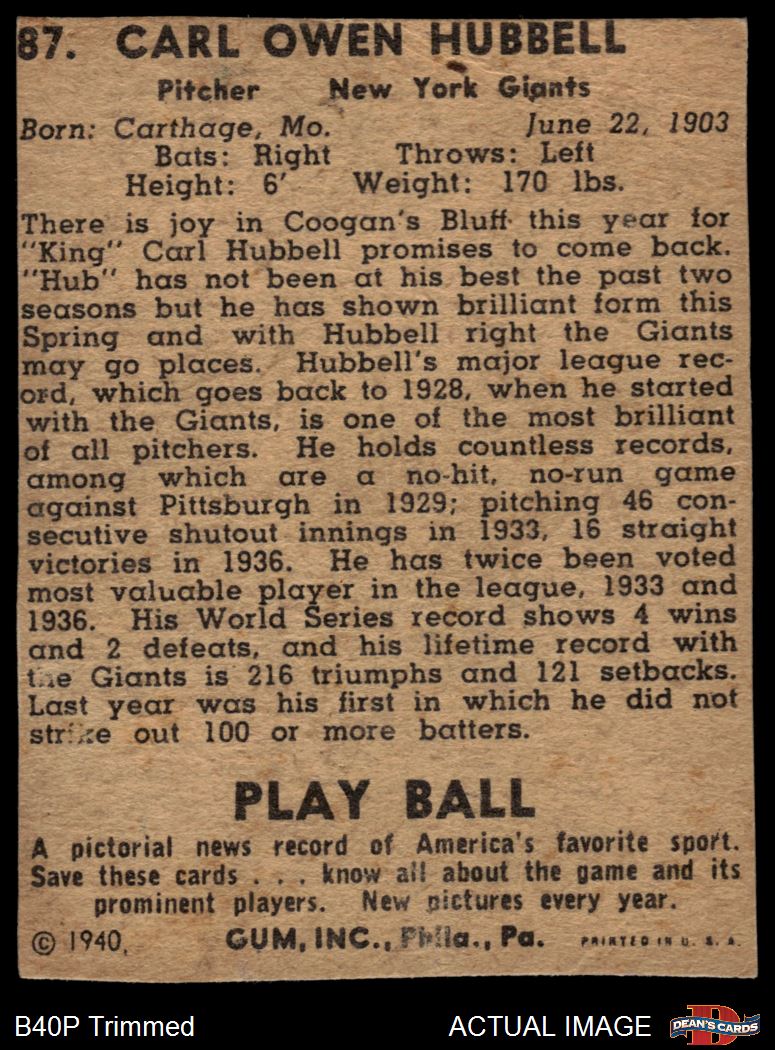 87. CARL OWEN HUBBELL
Pitcher New York Giants
Born: Carthage, Mo. June 22, 1903
Bats: Right Throws: Left
Height: 6' Weight: 170 lbs.
There is joy in Coogan's Bluff this year for
"King" Carl Hubbell promises to come back.
"Hub" has not been at his best the past two
seasons but he has shown brilliant form this
Spring and with Hubbell right the Giants
may go places. Hubbell's major league rec-
ord, which goes back to 1928, when he started
with the Giants, is one of the most brilliant
of all pitchers. He holds countless records,
among which are a no-hit, no-run game
against Pittsburgh in 1929; pitching 46 con-
secutive shutout innings in 1933, 16 straight
victories in 1936. He has twice been voted
most valuable player in the league, 1933 and
1936. His World Series record shows 4 wins
and 2 defeats, and his lifetime record with
the Giants is 216 triumphs and 121 setbacks.
Last year was his first in which he did not
strike out 100 or more batters.
PLAY BALL
A pictorial news record of America's favorite sport.
Save these cards . . . know all about the game and its
prominent players. New pictures every year.
© 1940, GUM, INC., Phila., Pa. PRINTED IN U. S. A.
B40P Trimmed ACTUAL IMAGE D DEAN'S CARDS